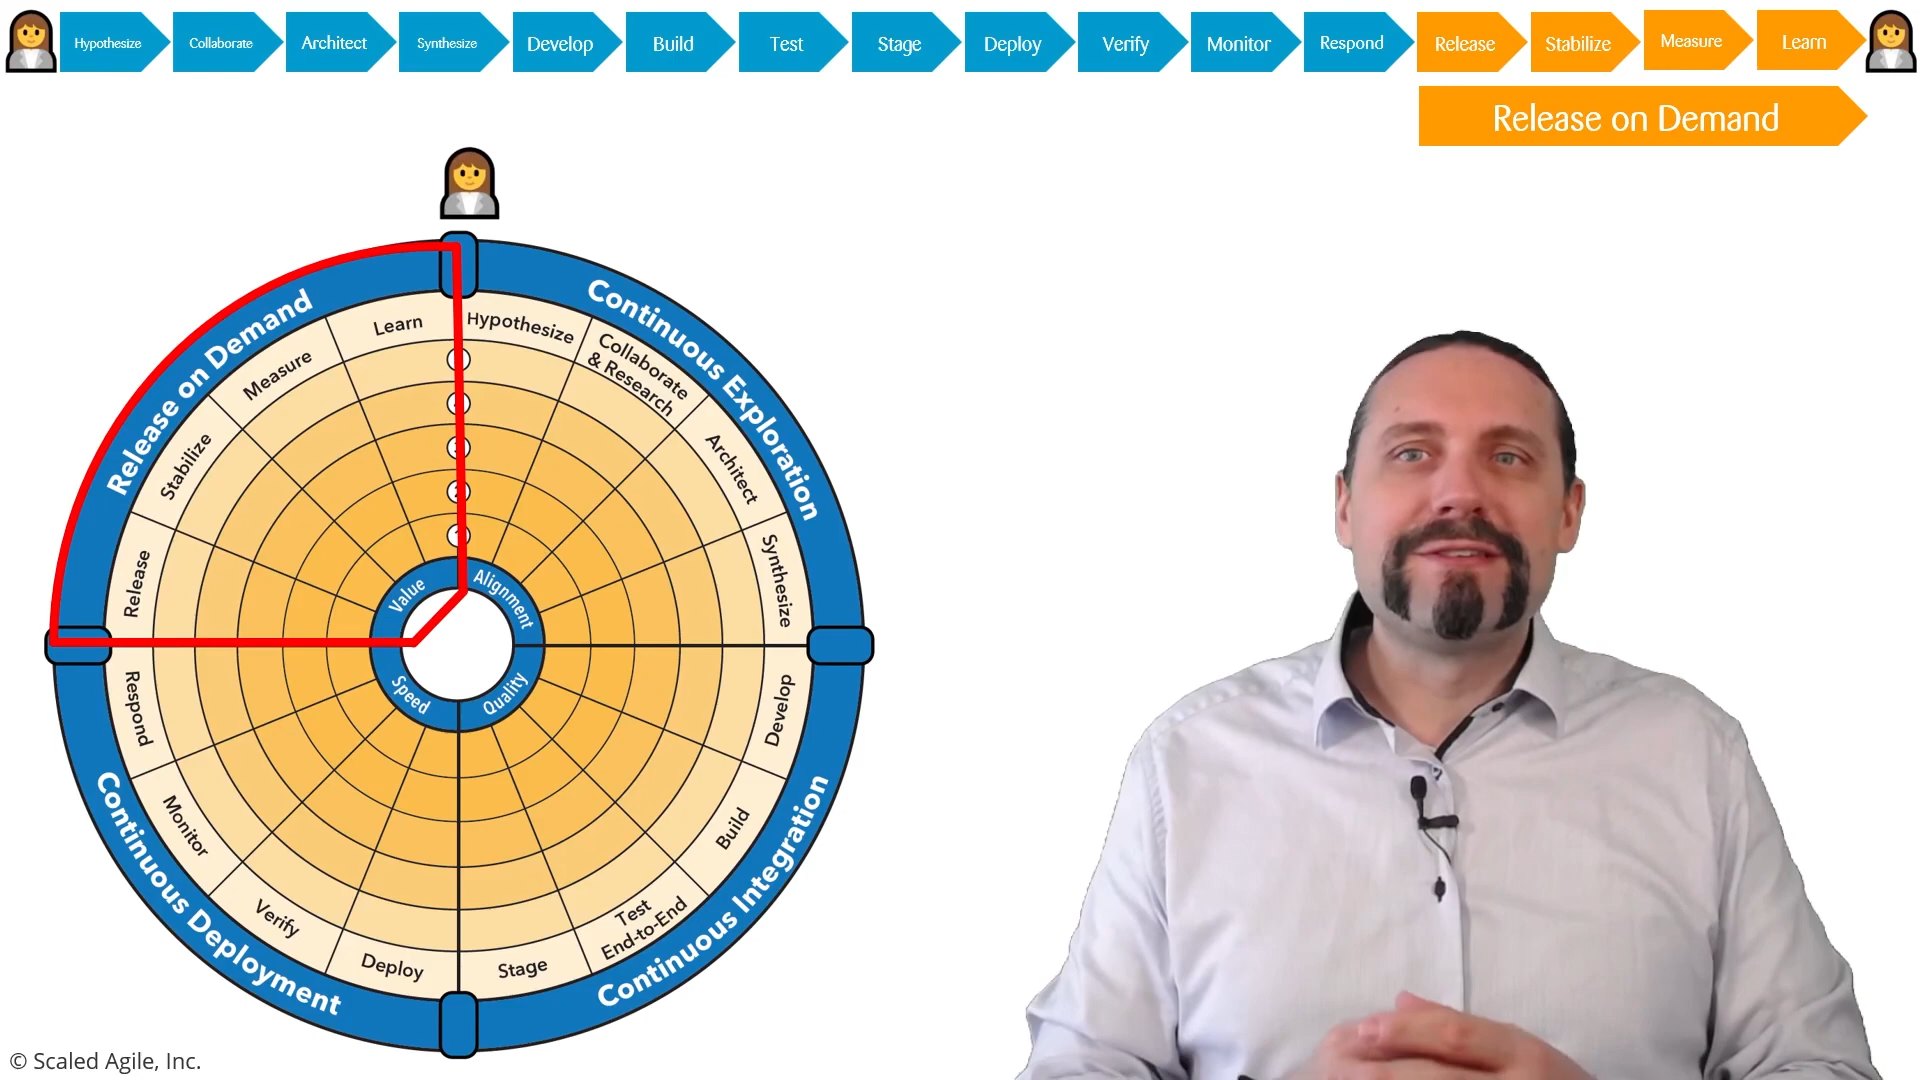 Hypothesize
Collaborate
Architect
Synthesize
Develop
Build
Test
Stage
Deploy
Verify
Monitor
Respond
Release
Stabilize
Measure
Learn
Release on Demand
Release on Demand
Continuous Exploration
Learn
Hypothesize
Collaborate
& Research
Measure
Architect
Stabilize
Synthesize
Release
Value
Alignment
Speed
Quality
Respond
Develop
Monitor
Build
Verify
Test
End-to-End
Deploy
Stage
Continuous Deployment
Continuous Integration
© Scaled Agile, Inc.